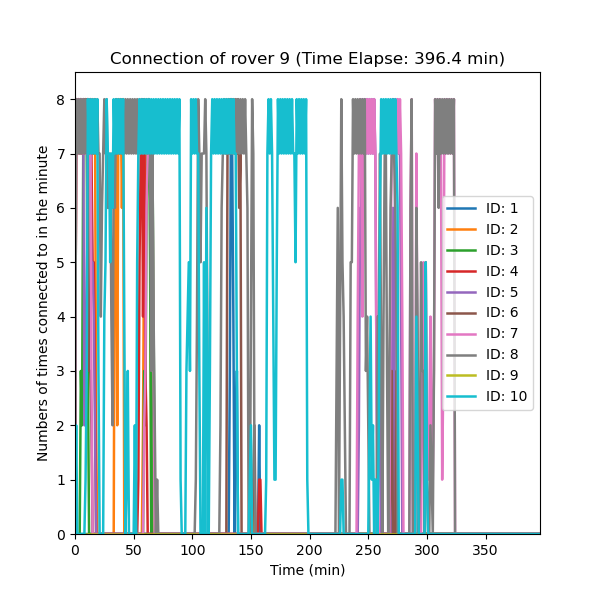 Connection of rover 9 (Time Elapse: 396.4 min)
Numbers of times connected to in the minute
8
7
6
5
4
3
2
1
0
ID: 1
ID: 2
ID: 3
ID: 4
ID: 5
ID: 6
ID: 7
ID: 8
ID: 9
ID: 10
0 50 100 150 200 250 300 350
Time (min)